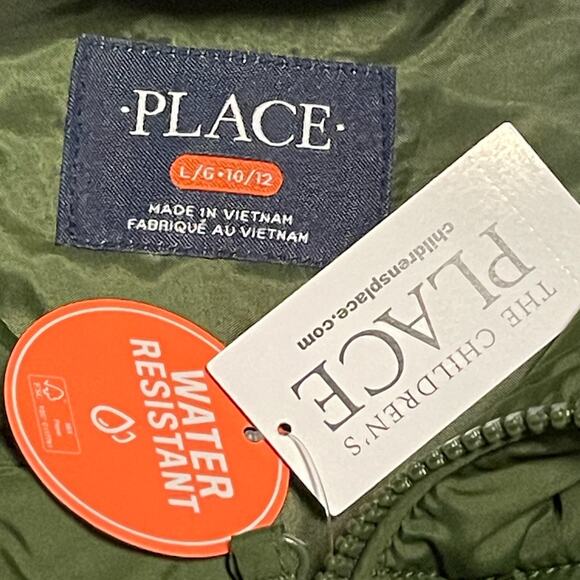 ·PLACE·
L/G·10/12
MADE IN VIETNAM
FABRIQUÉ AU VIETNAM
THE CHILDREN'S
PLACE
childrensplace.com
WATER
RESISTANT